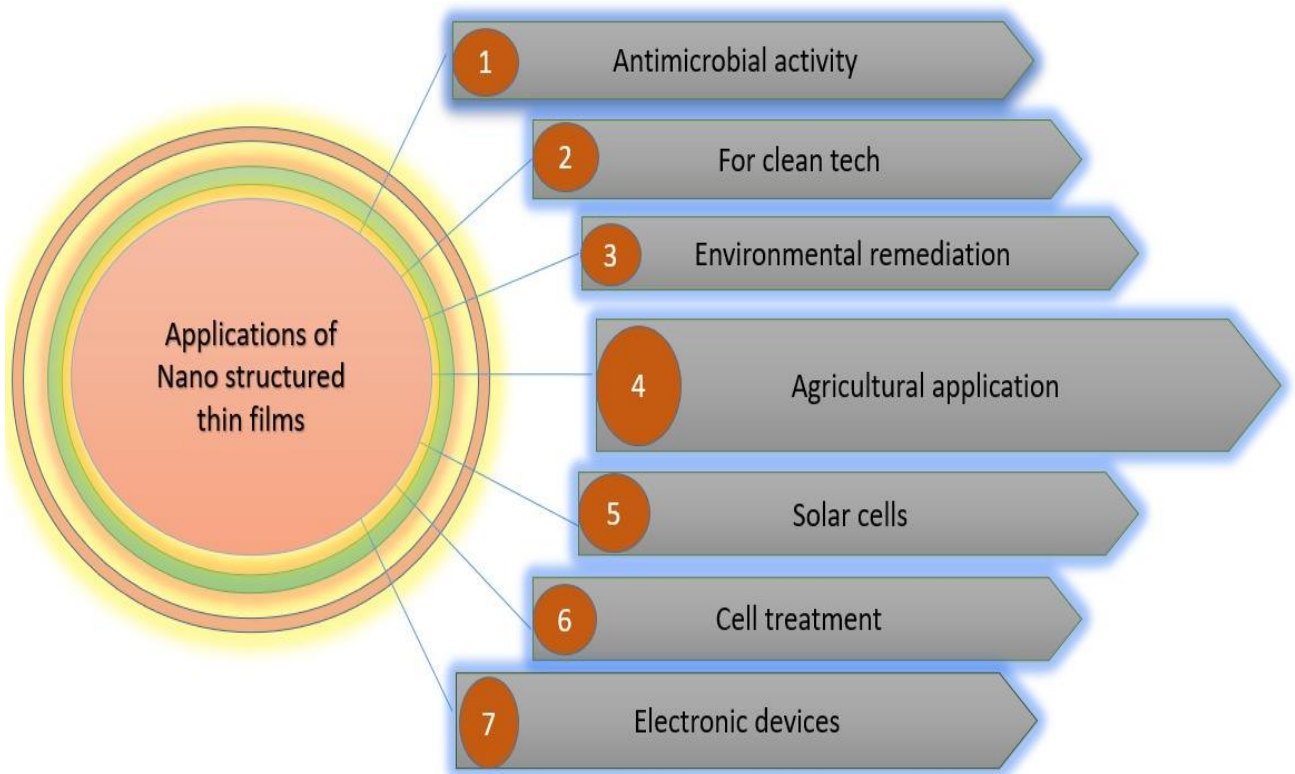 Applications of
Nano structured
thin films
1 Antimicrobial activity
2 For clean tech
3 Environmental remediation
4 Agricultural application
5 Solar cells
6 Cell treatment
7 Electronic devices